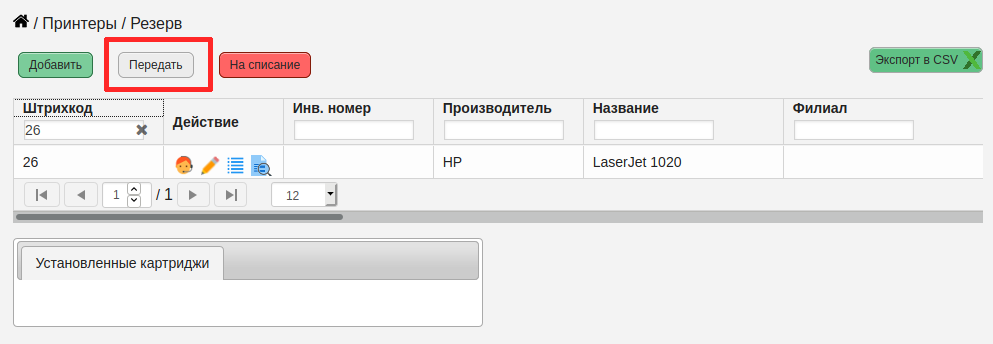 / Принтеры / Резерв
Добавить Передать На списание Экспорт в CSV
Штрихкод Действие Инв. номер Производитель Название Филиал
26
26 HP LaserJet 1020
1 / 1 12
Установленные картриджи